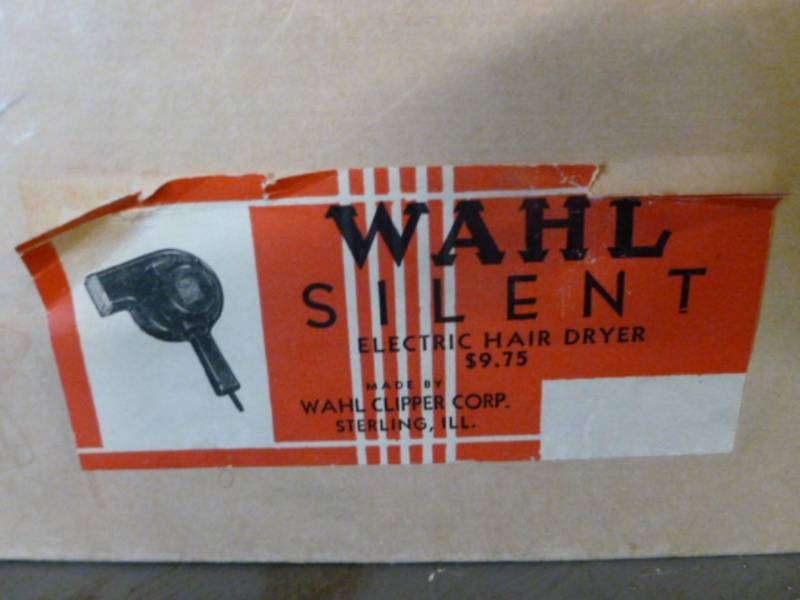 WAHL
SILENT
ELECTRIC HAIR DRYER
$9.75
MADE BY
WAHL CLIPPER CORP.
STERLING, ILL.